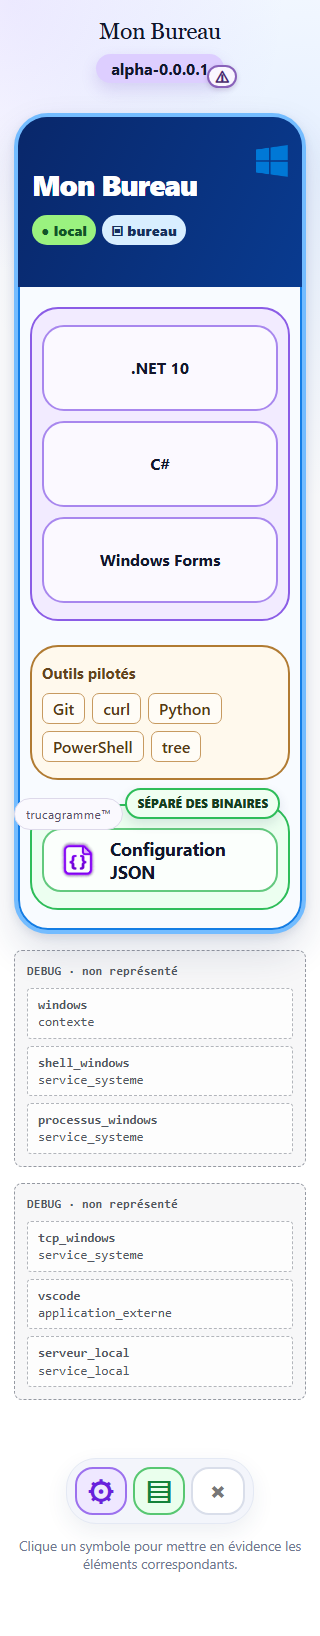 Mon Bureau
alpha-0.0.0.1
Mon Bureau
local
bureau
.NET 10
C#
Windows Forms
Outils pilotés
Git
curl
Python
PowerShell
tree
SÉPARÉ DES BINAIRES
trucagramme™
Configuration
JSON
DEBUG · non représenté
windows
contexte
shell_windows
service_systeme
processus_windows
service_systeme
DEBUG · non représenté
tcp_windows
service_systeme
vscode
application_externe
serveur_local
service_local
Clique un symbole pour mettre en évidence les
éléments correspondants.